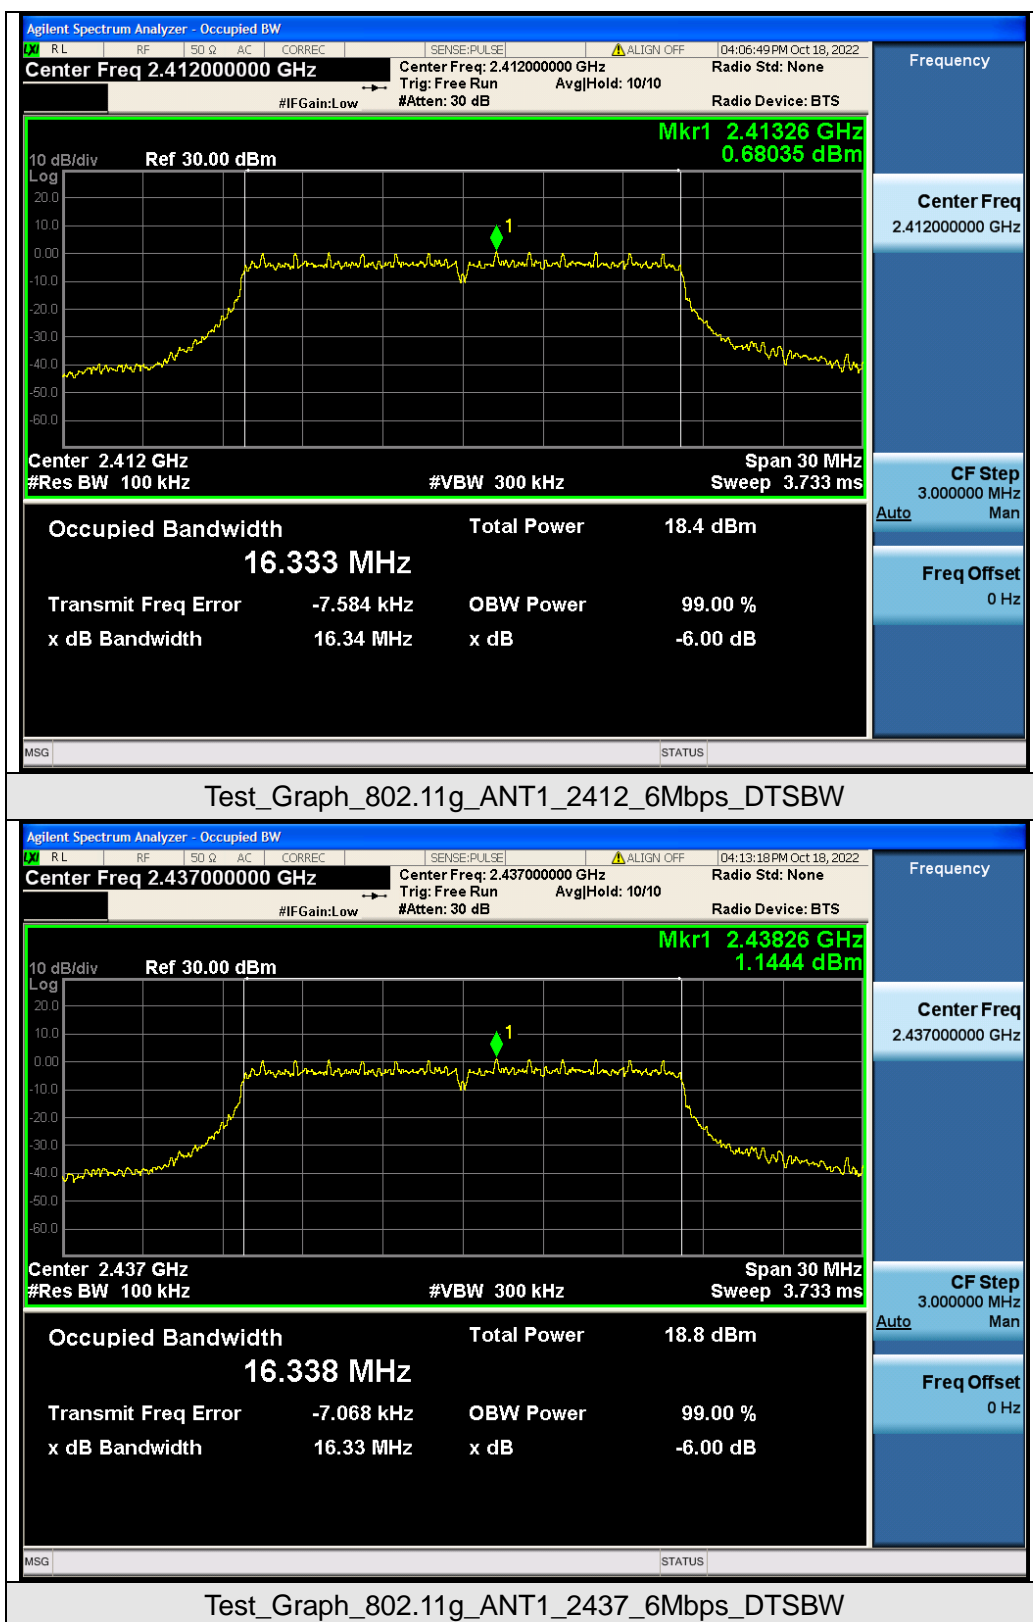 Agilent Spectrum Analyzer - Occupied BW
LXI RL RF 50 Ω AC CORREC SENSE:PULSE ALIGN OFF 04:06:49 PM Oct 18, 2022
Center Freq 2.412000000 GHz
Center Freq: 2.412000000 GHz
Radio Std: None
Trig: Free Run Avg|Hold: 10/10
#IFGain:Low #Atten: 30 dB Radio Device: BTS
Frequency
Mkr1 2.41326 GHz
0.68035 dBm
10 dB/div Ref 30.00 dBm
Log
20.0
10.0
0.00
-10.0
-20.0
-30.0
-40.0
-50.0
-60.0
1
Center 2.412 GHz Span 30 MHz
#Res BW 100 kHz #VBW 300 kHz Sweep 3.733 ms
Center Freq
2.412000000 GHz
CF Step
3.000000 MHz
Auto Man
Freq Offset
0 Hz
Occupied Bandwidth Total Power 18.4 dBm
16.333 MHz
Transmit Freq Error -7.584 kHz OBW Power 99.00 %
x dB Bandwidth 16.34 MHz x dB -6.00 dB
MSG STATUS
Test_Graph_802.11g_ANT1_2412_6Mbps_DTSBW
Agilent Spectrum Analyzer - Occupied BW
LXI RL RF 50 Ω AC CORREC SENSE:PULSE ALIGN OFF 04:13:18 PM Oct 18, 2022
Center Freq 2.437000000 GHz
Center Freq: 2.437000000 GHz
Radio Std: None
Trig: Free Run Avg|Hold: 10/10
#IFGain:Low #Atten: 30 dB Radio Device: BTS
Frequency
Mkr1 2.43826 GHz
1.1444 dBm
10 dB/div Ref 30.00 dBm
Log
20.0
10.0
0.00
-10.0
-20.0
-30.0
-40.0
-50.0
-60.0
1
Center 2.437 GHz Span 30 MHz
#Res BW 100 kHz #VBW 300 kHz Sweep 3.733 ms
Center Freq
2.437000000 GHz
CF Step
3.000000 MHz
Auto Man
Freq Offset
0 Hz
Occupied Bandwidth Total Power 18.8 dBm
16.338 MHz
Transmit Freq Error -7.068 kHz OBW Power 99.00 %
x dB Bandwidth 16.33 MHz x dB -6.00 dB
MSG STATUS
Test_Graph_802.11g_ANT1_2437_6Mbps_DTSBW